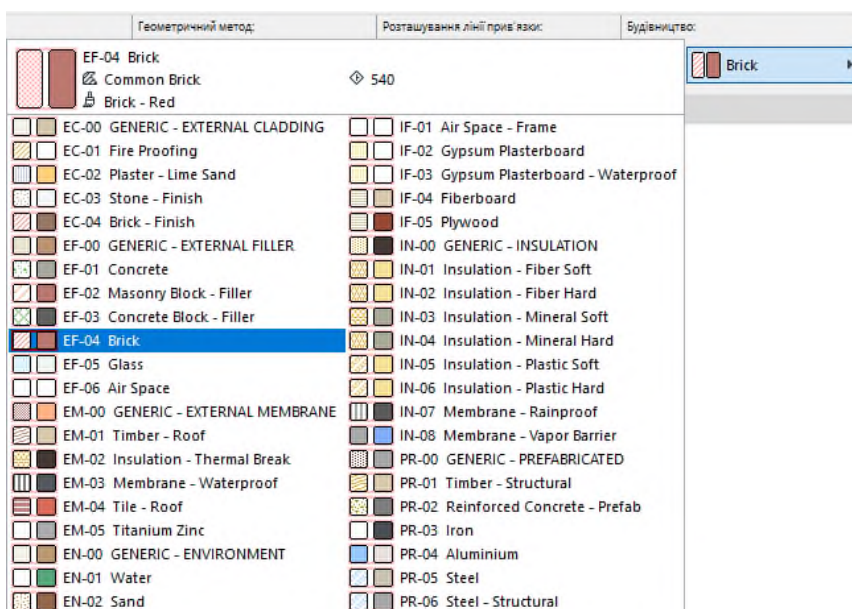 Геометричний метод:
Розташування лінії прив'язки:
Будівництво:
EF-04 Brick
Common Brick
540
Brick - Red
Brick
EC-00 GENERIC - EXTERNAL CLADDING
EC-01 Fire Proofing
EC-02 Plaster - Lime Sand
EC-03 Stone - Finish
EC-04 Brick - Finish
EF-00 GENERIC - EXTERNAL FILLER
EF-01 Concrete
EF-02 Masonry Block - Filler
EF-03 Concrete Block - Filler
EF-04 Brick
EF-05 Glass
EF-06 Air Space
EM-00 GENERIC - EXTERNAL MEMBRANE
EM-01 Timber - Roof
EM-02 Insulation - Thermal Break
EM-03 Membrane - Waterproof
EM-04 Tile - Roof
EM-05 Titanium Zinc
EN-00 GENERIC - ENVIRONMENT
EN-01 Water
EN-02 Sand
IF-01 Air Space - Frame
IF-02 Gypsum Plasterboard
IF-03 Gypsum Plasterboard - Waterproof
IF-04 Fiberboard
IF-05 Plywood
IN-00 GENERIC - INSULATION
IN-01 Insulation - Fiber Soft
IN-02 Insulation - Fiber Hard
IN-03 Insulation - Mineral Soft
IN-04 Insulation - Mineral Hard
IN-05 Insulation - Plastic Soft
IN-06 Insulation - Plastic Hard
IN-07 Membrane - Rainproof
IN-08 Membrane - Vapor Barrier
PR-00 GENERIC - PREFABRICATED
PR-01 Timber - Structural
PR-02 Reinforced Concrete - Prefab
PR-03 Iron
PR-04 Aluminium
PR-05 Steel
PR-06 Steel - Structural